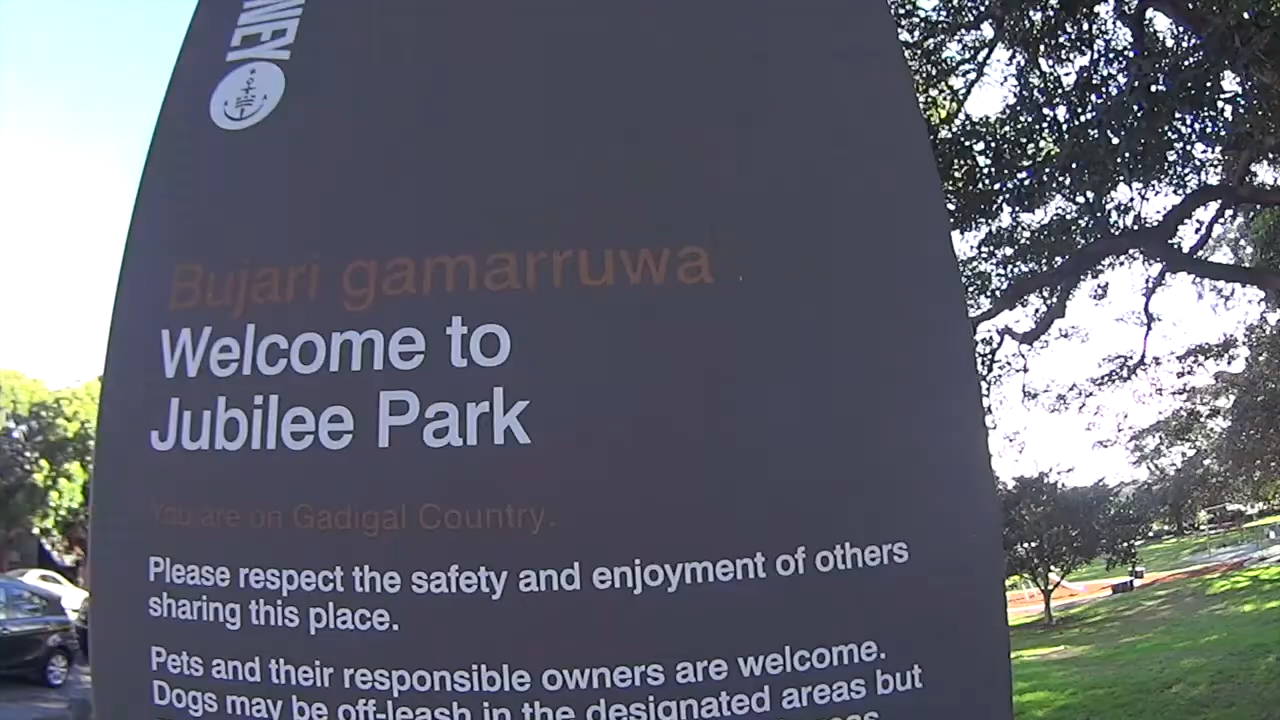 NEY
Bujari gamarruwa
Welcome to
Jubilee Park
You are on Gadigal Country.
Please respect the safety and enjoyment of others
sharing this place.
Pets and their responsible owners are welcome.
Dogs may be off-leash in the designated areas but